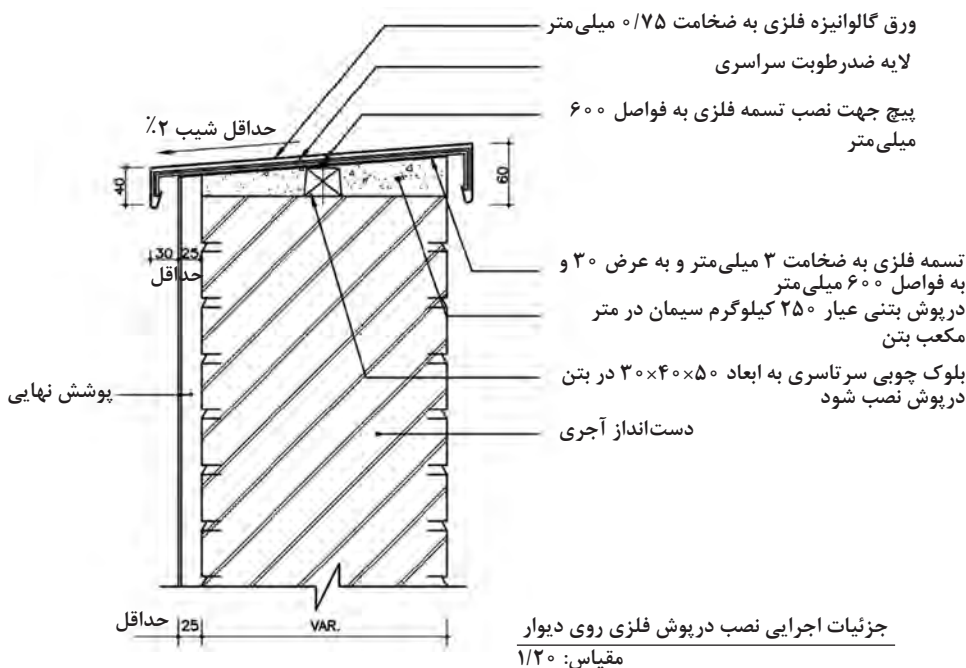 ورق گالوانیزه فلزی به ضخامت ۰/۷۵ میلی‌متر
لایه ضدرطوبت سراسری
پیچ جهت نصب تسمه فلزی به فواصل ۶۰۰
میلی‌متر
حداقل شیب ۲٪
40
60
30
25
حداقل
تسمه فلزی به ضخامت ۳ میلی‌متر و به عرض ۳۰ و
به فواصل ۶۰۰ میلی‌متر
درپوش بتنی عیار ۲۵۰ کیلوگرم سیمان در متر
مکعب بتن
بلوک چوبی سرتاسری به ابعاد ۵۰×۴۰×۳۰ در بتن
درپوش نصب شود
پوشش نهایی
دست‌انداز آجری
حداقل
25
VAR.
جزئیات اجرایی نصب درپوش فلزی روی دیوار
مقیاس: ۱/۲۰